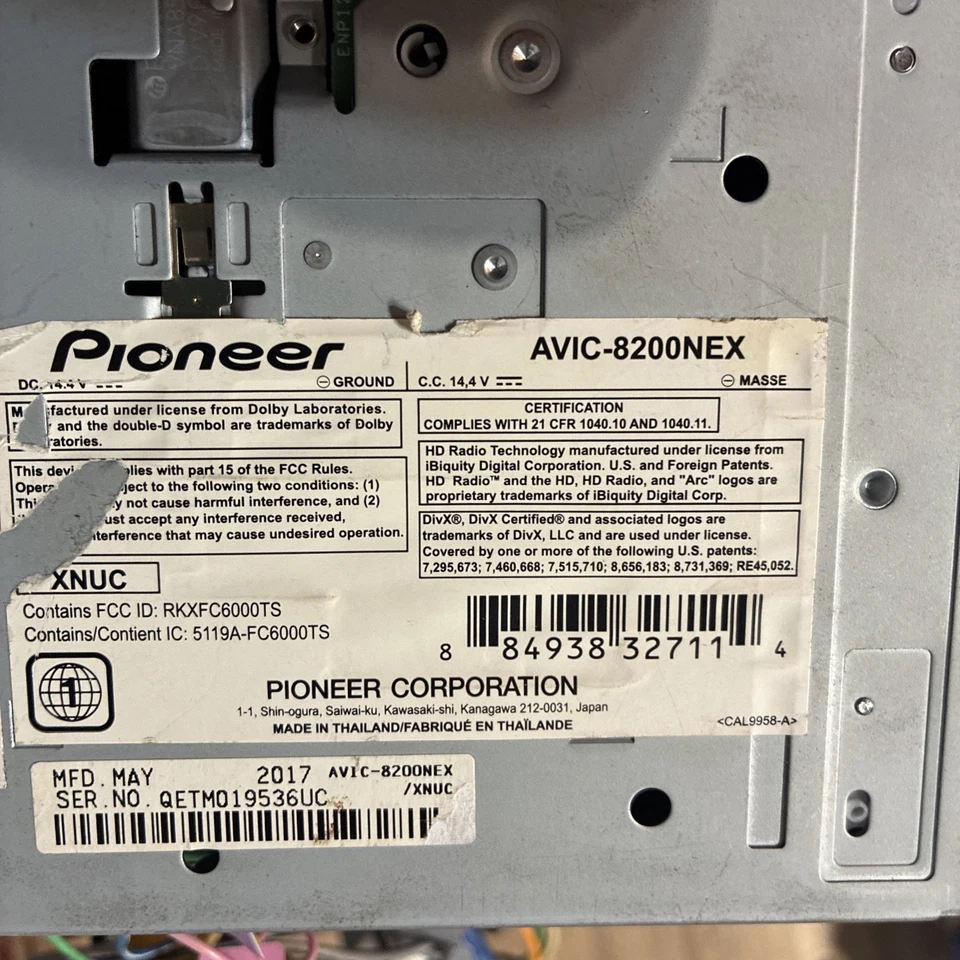 ENP12
PIONEER
AVIC-8200NEX
DC. 14.4 V
GROUND
C.C. 14,4 V
MASSE
factured under license from Dolby Laboratories.
and the double-D symbol are trademarks of Dolby
ratories.
This devi plies with part 15 of the FCC Rules.
Opera ject to the following two conditions: (1)
Thi y not cause harmful interference, and (2)
ust accept any interference received,
terference that may cause undesired operation.
CERTIFICATION
COMPLIES WITH 21 CFR 1040.10 AND 1040.11.
HD Radio Technology manufactured under license from
iBiquity Digital Corporation. U.S. and Foreign Patents.
HD Radio™ and the HD, HD Radio, and "Arc" logos are
proprietary trademarks of iBiquity Digital Corp.
DivX®, DivX Certified® and associated logos are
trademarks of DivX, LLC and are used under license.
Covered by one or more of the following U.S. patents:
7,295,673; 7,460,668; 7,515,710; 8,656,183; 8,731,369; RE45,052.
XNUC
Contains FCC ID: RKXFC6000TS
Contains/Contient IC: 5119A-FC6000TS
8 84938 32711 4
1
PIONEER CORPORATION
1-1, Shin-ogura, Saiwai-ku, Kawasaki-shi, Kanagawa 212-0031, Japan
MADE IN THAILAND/FABRIQUÉ EN THAÏLANDE
<CAL9958-A>
MFD. MAY 2017 AVIC-8200NEX
/XNUC
SER.NO. QETM019536UC